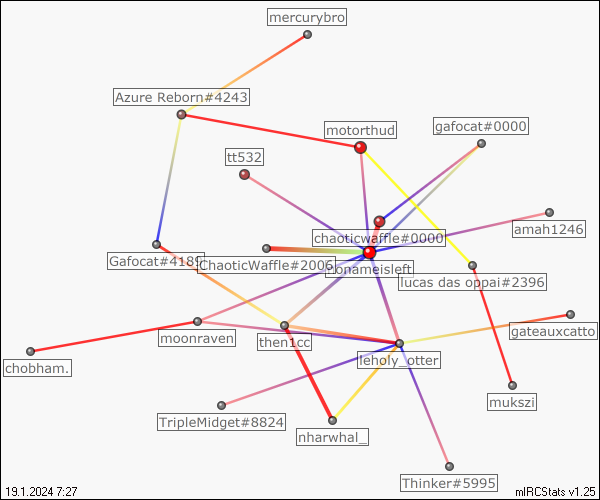 mercurybro
Azure Reborn#4243
motorthud
gafocat#0000
tt532
amah1246
chaoticwaffle#0000
Gafocat#4189
ChaoticWaffle#2006
nonameisleft
lucas das oppai#2396
gateauxcatto
moonraven
then1cc
leholy_otter
chobham.
mukszi
TripleMidget#8824
nharwhal_
Thinker#5995
19.1.2024 7:27
mIRCStats v1.25